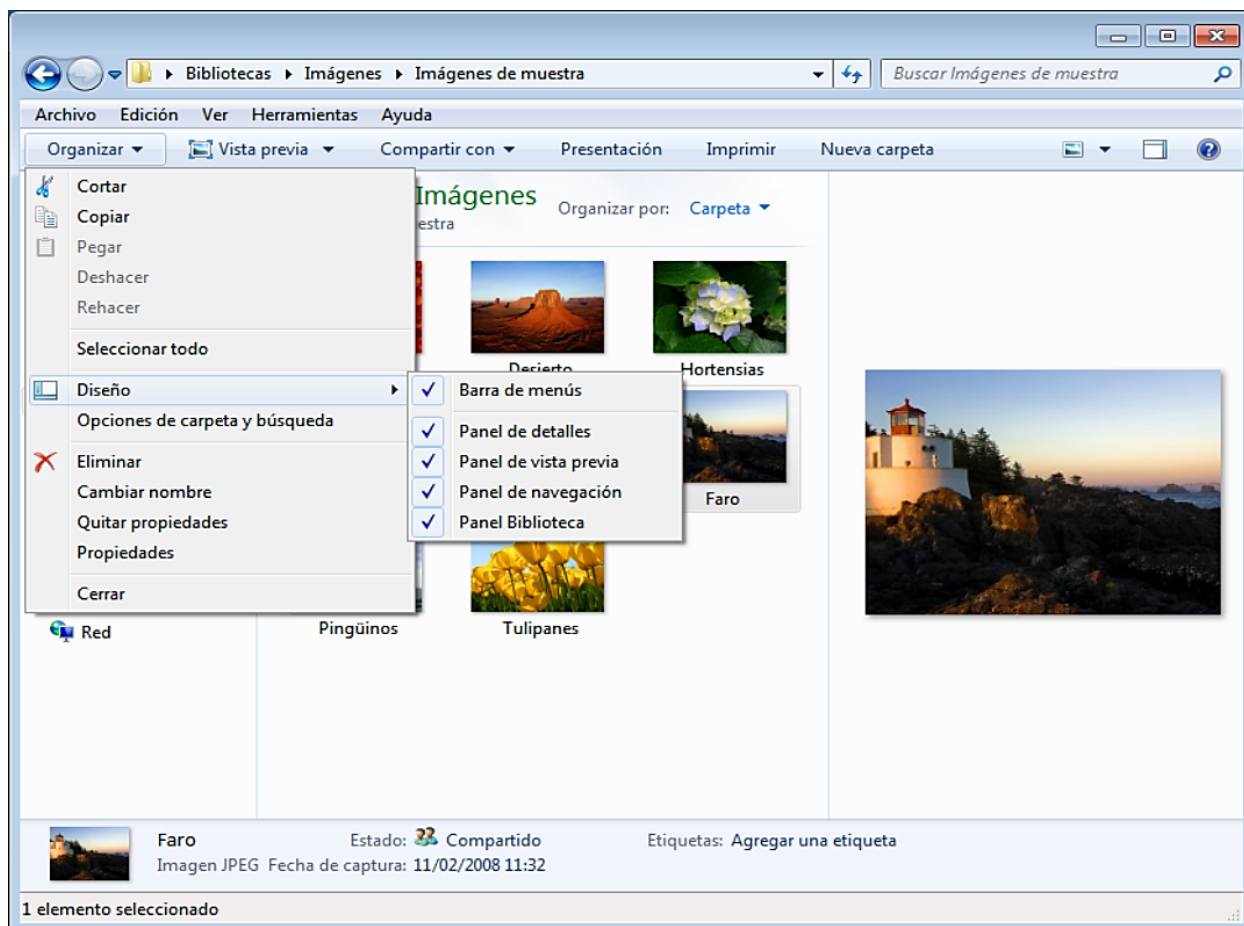 Bibliotecas Imágenes Imágenes de muestra
Buscar Imágenes de muestra
Archivo Edición Ver Herramientas Ayuda
Organizar Vista previa Compartir con Presentación Imprimir Nueva carpeta
Cortar
Copiar
Pegar
Deshacer
Rehacer
Seleccionar todo
Diseño
Opciones de carpeta y búsqueda
Eliminar
Cambiar nombre
Quitar propiedades
Propiedades
Cerrar
Barra de menús
Panel de detalles
Panel de vista previa
Panel de navegación
Panel Biblioteca
Imágenes
estra
Organizar por: Carpeta
Desierto
Hortensias
Faro
Pingüinos
Tulipanes
Red
Faro Estado: Compartido Etiquetas: Agregar una etiqueta
Imagen JPEG Fecha de captura: 11/02/2008 11:32
1 elemento seleccionado